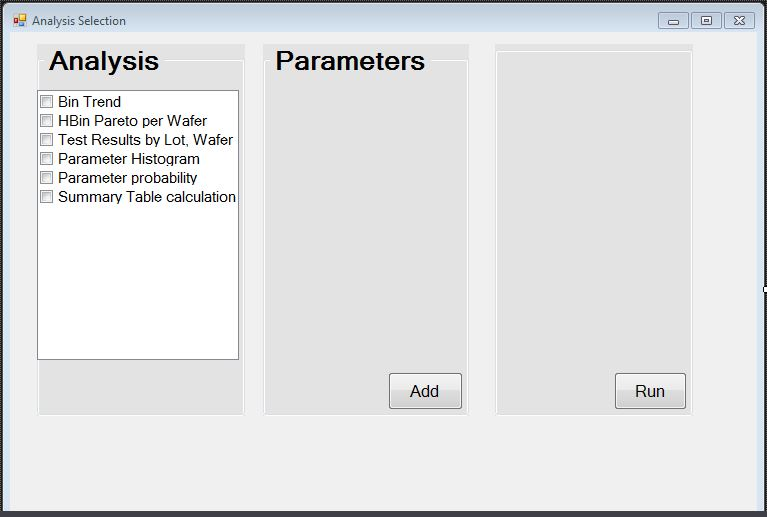 Analysis Selection
Analysis
Parameters
Bin Trend
HBin Pareto per Wafer
Test Results by Lot, Wafer
Parameter Histogram
Parameter probability
Summary Table calculation
Add
Run